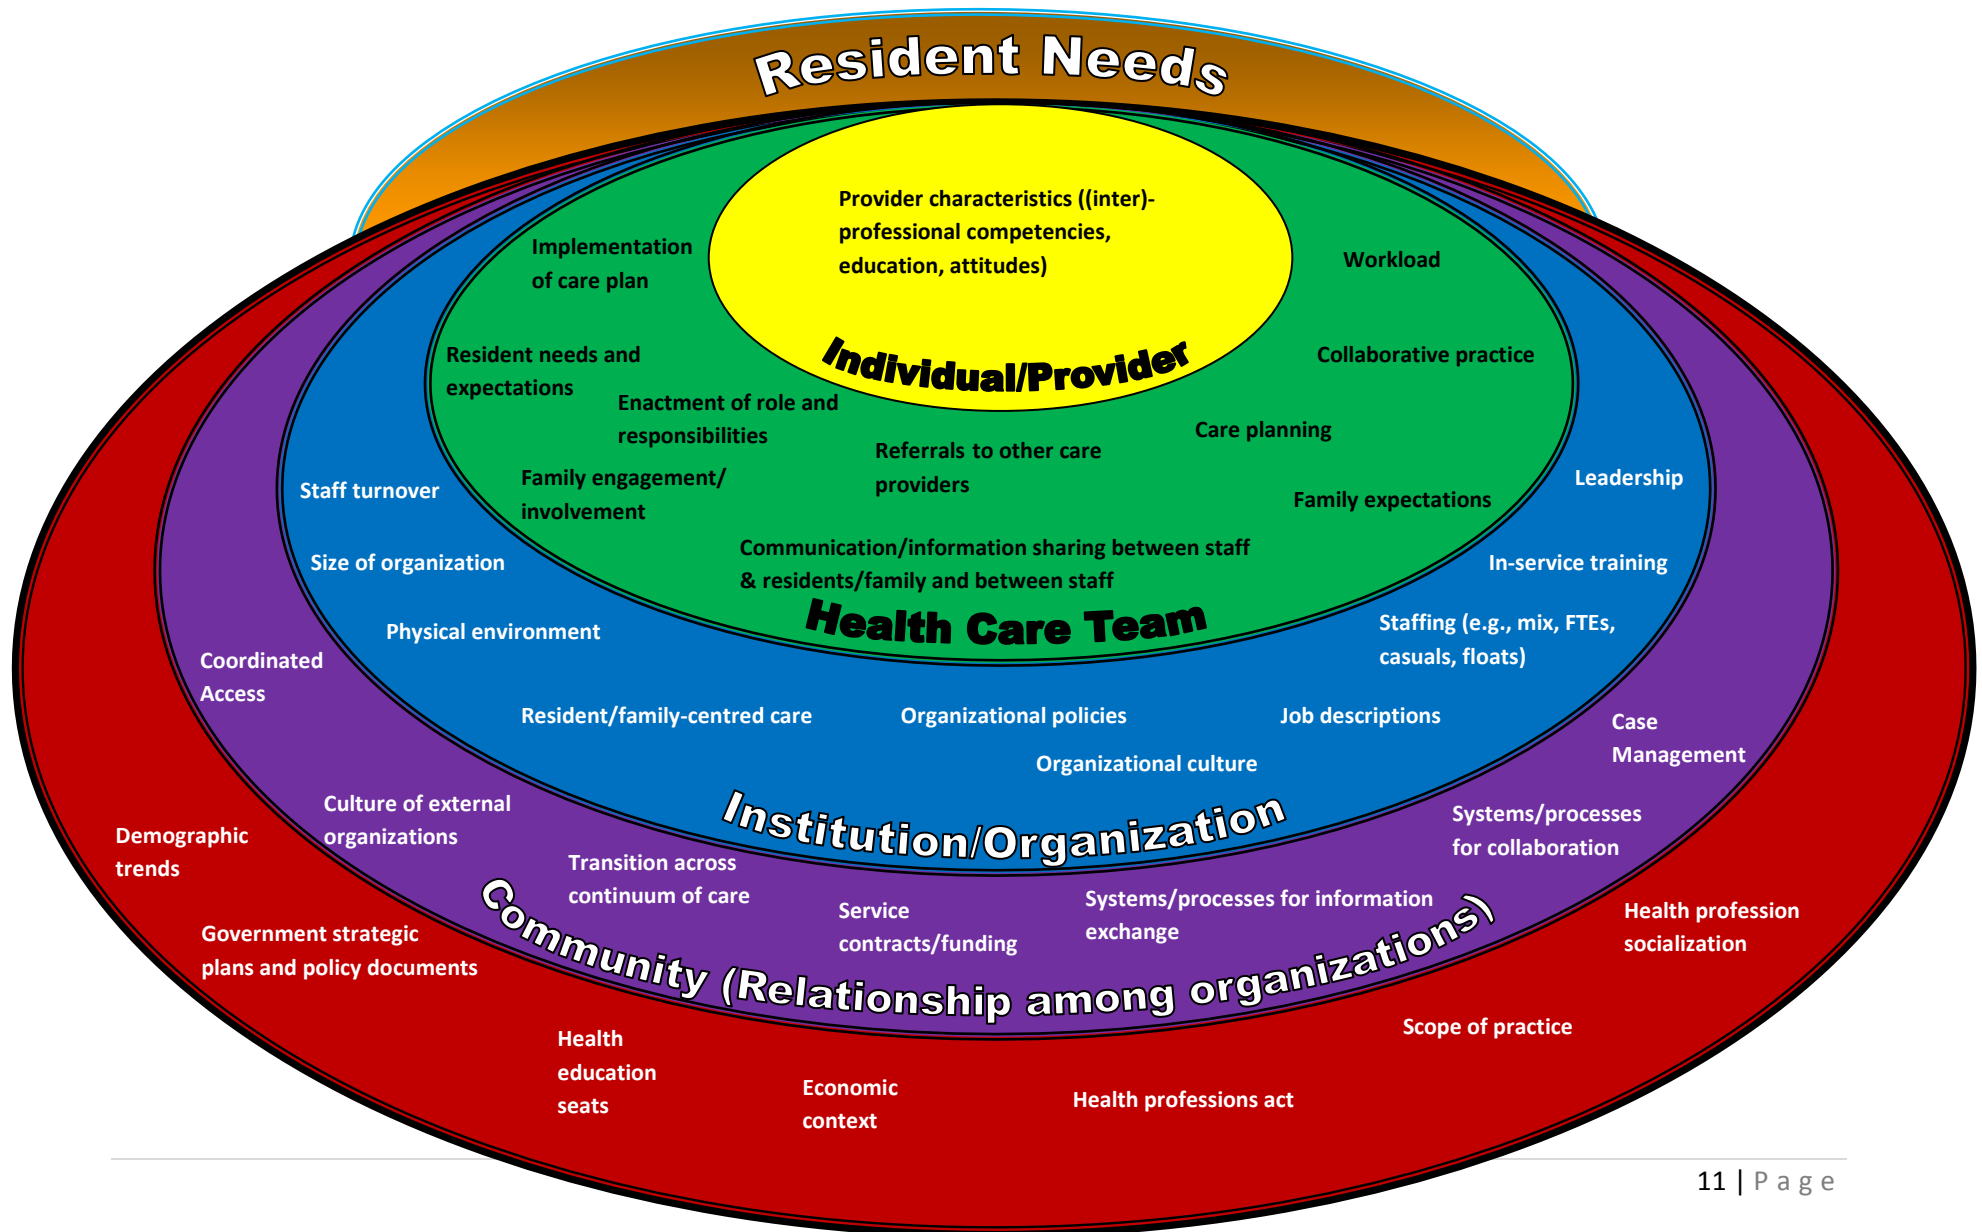 Resident Needs
Provider characteristics ((inter)-
professional competencies,
education, attitudes)
Individual/Provider
Implementation
of care plan
Workload
Resident needs and
expectations
Collaborative practice
Enactment of role and
responsibilities
Care planning
Referrals to other care
providers
Family engagement/
involvement
Family expectations
Communication/information sharing between staff
& residents/family and between staff
Health Care Team
Staff turnover
Leadership
Size of organization
In-service training
Physical environment
Staffing (e.g., mix, FTEs,
casuals, floats)
Resident/family-centred care
Organizational policies
Job descriptions
Organizational culture
Institution/Organization
Coordinated
Access
Case
Management
Culture of external
organizations
Systems/processes
for collaboration
Transition across
continuum of care
Service
contracts/funding
Systems/processes for information
exchange
Community (Relationship among organizations)
Demographic
trends
Government strategic
plans and policy documents
Health profession
socialization
Health
education
seats
Economic
context
Health professions act
Scope of practice
11 | Page